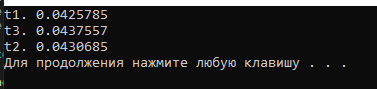 t1. 0.0425785
t3. 0.0437557
t2. 0.0430685
Для продолжения нажмите любую клавишу . . .